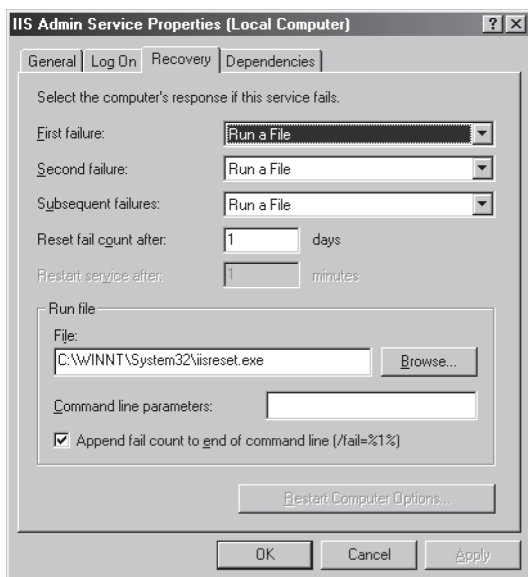 IIS Admin Service Properties (Local Computer)
General Log On Recovery Dependencies
Select the computer's response if this service fails.
First failure: Run a File
Second failure: Run a File
Subsequent failures: Run a File
Reset fail count after: 1 days
Restart service after: 1 minutes
Run file
File:
C:\WINNT\System32\iisreset.exe Browse...
Command line parameters:
Append fail count to end of command line (/fail=%1%)
Restart Computer Options...
OK Cancel Apply